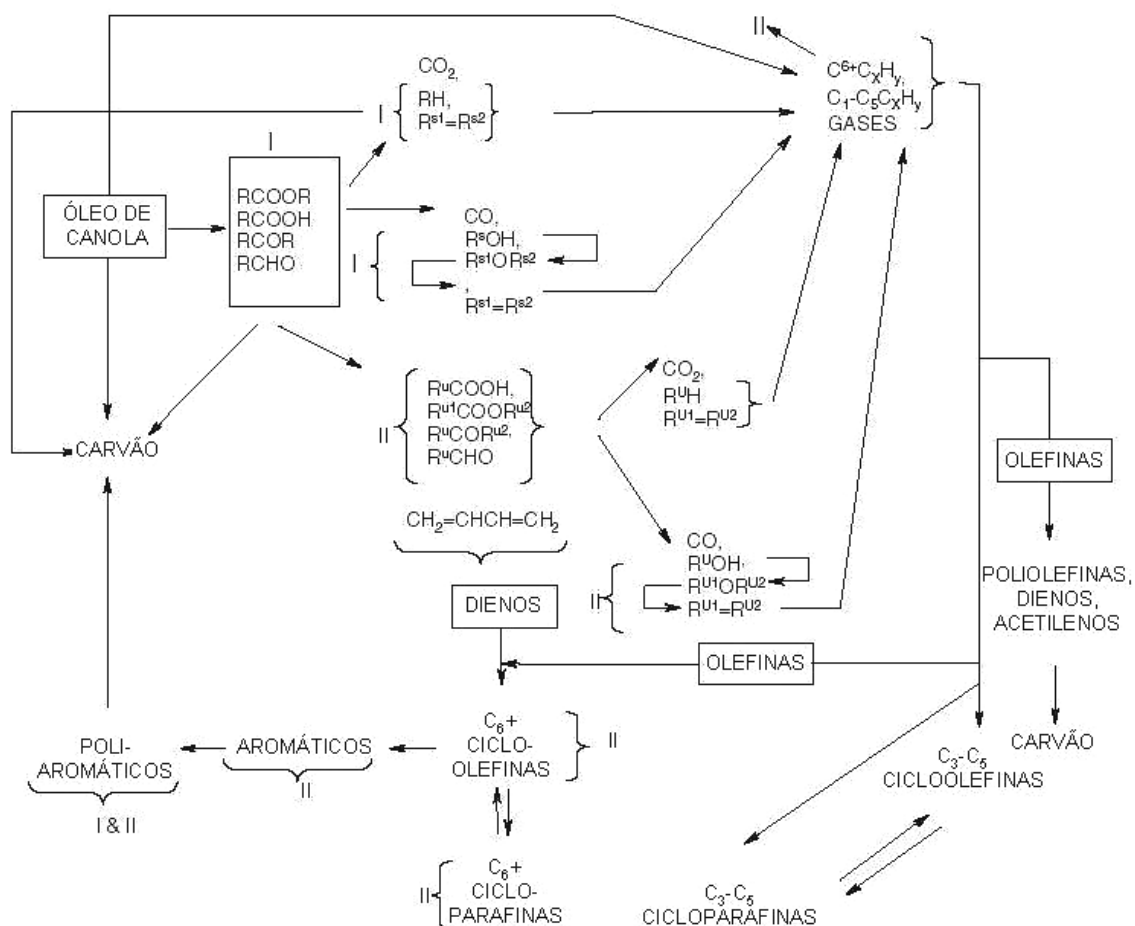 II
C⁶⁺CₓHᵧ,
C₁-C₅CₓHᵧ
GASES
CO₂,
RH,
Rˢ¹=Rˢ²
I
I
ÓLEO DE
CANOLA
RCOOR
RCOOH
RCOR
RCHO
CO,
RˢOH,
Rˢ¹ORˢ²
,
Rˢ¹=Rˢ²
I
RᵘCOOH,
Rᵘ¹COORᵘ²
RᵘCORᵘ²,
RᵘCHO
II
CO₂,
RᵁH
Rᵁ¹=Rᵁ²
CARVÃO
OLEFINAS
CH₂=CHCH=CH₂
DIENOS
CO,
RᵁOH,
Rᵁ¹ORᵁ²
Rᵁ¹=Rᵁ²
II
POLIOLEFINAS,
DIENOS,
ACETILENOS
OLEFINAS
C₆+
CICLO-
OLEFINAS
II
AROMÁTICOS
II
POLI-
AROMÁTICOS
I & II
CARVÃO
C₃-C₅
CICLOOLEFINAS
II
C₆+
CICLO-
PARAFINAS
C₃-C₅
CICLOPARAFINAS